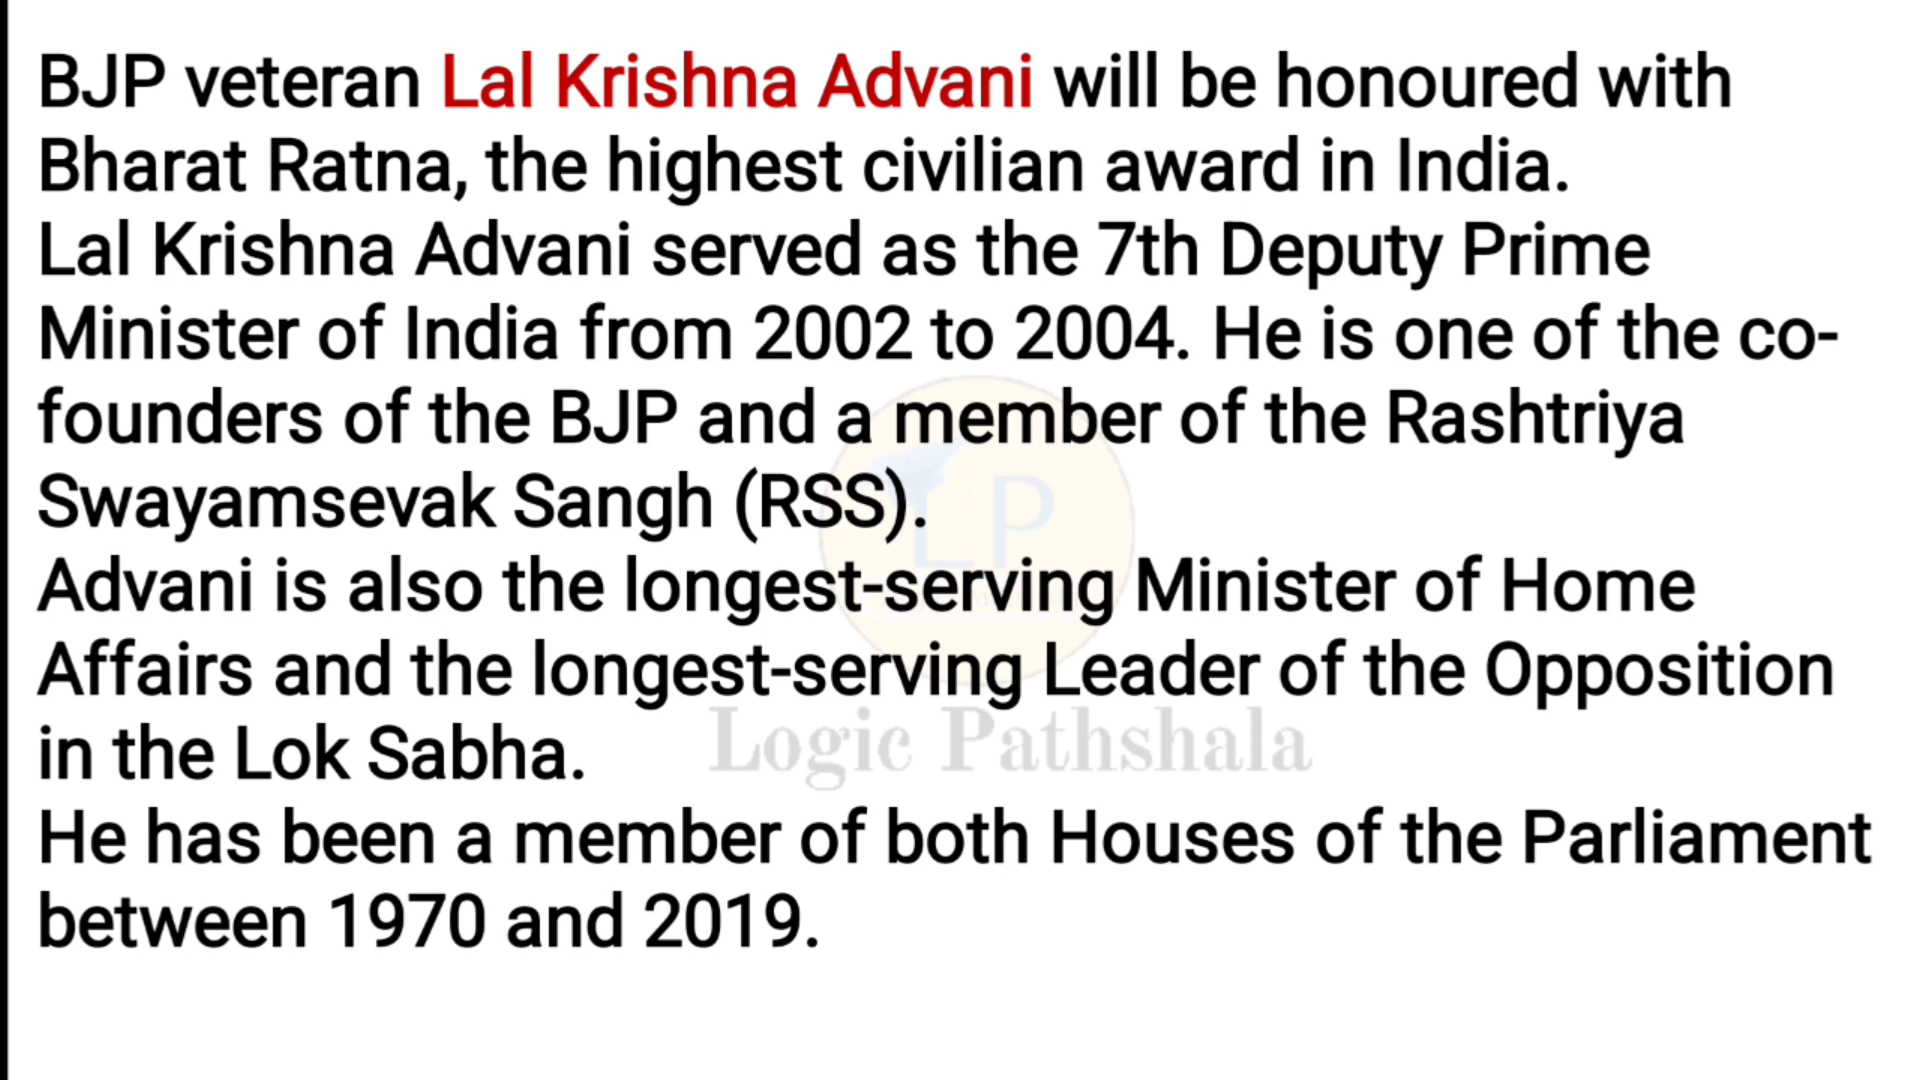 BJP veteran Lal Krishna Advani will be honoured with
Bharat Ratna, the highest civilian award in India.
Lal Krishna Advani served as the 7th Deputy Prime
Minister of India from 2002 to 2004. He is one of the co-
founders of the BJP and a member of the Rashtriya
Swayamsevak Sangh (RSS).
LP
Advani is also the longest-serving Minister of Home
Affairs and the longest-serving Leader of the Opposition
in the Lok Sabha.
Logic Pathshala
He has been a member of both Houses of the Parliament
between 1970 and 2019.